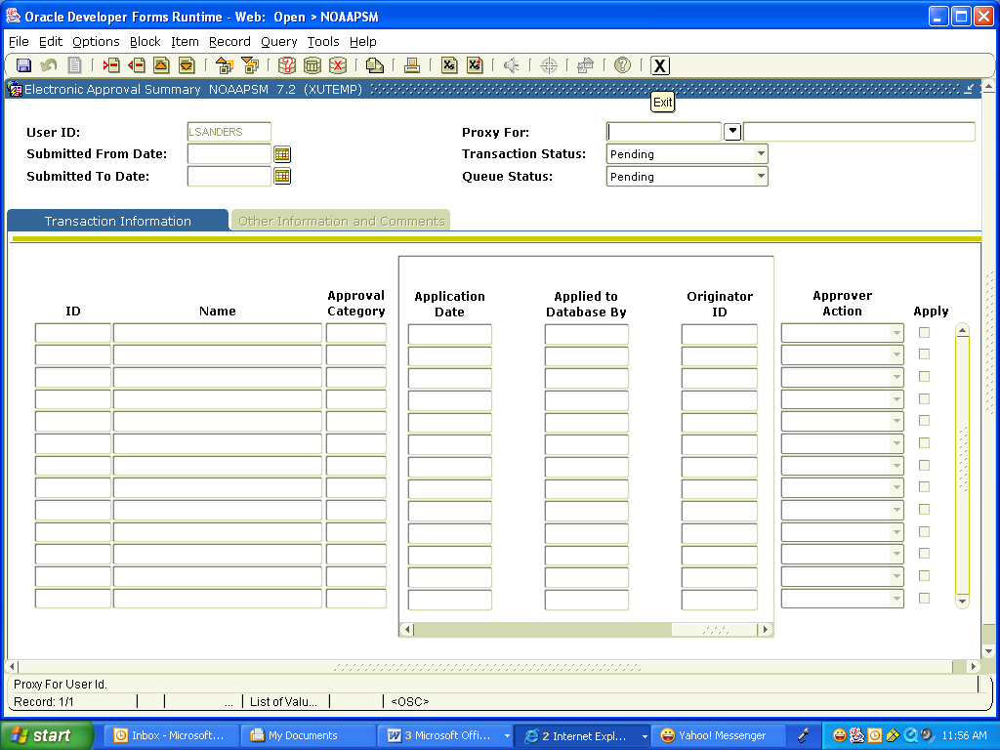 Oracle Developer Forms Runtime - Web: Open > NOAAPSM
File Edit Options Block Item Record Query Tools Help
X
Electronic Approval Summary NOAAPSM 7.2 (XUTEMP)
Exit
User ID: LSANDERS Proxy For:
Submitted From Date: Transaction Status: Pending
Submitted To Date: Queue Status: Pending
Transaction Information Other Information and Comments
ID Name Approval Category Application Date Applied to Database By Originator ID Approver Action Apply
Proxy For User Id.
Record: 1/1 ... List of Valu... <OSC>
start Inbox - Microsoft... My Documents 3 Microsoft Offi... 2 Internet Expl... Yahoo! Messenger 11:56 AM